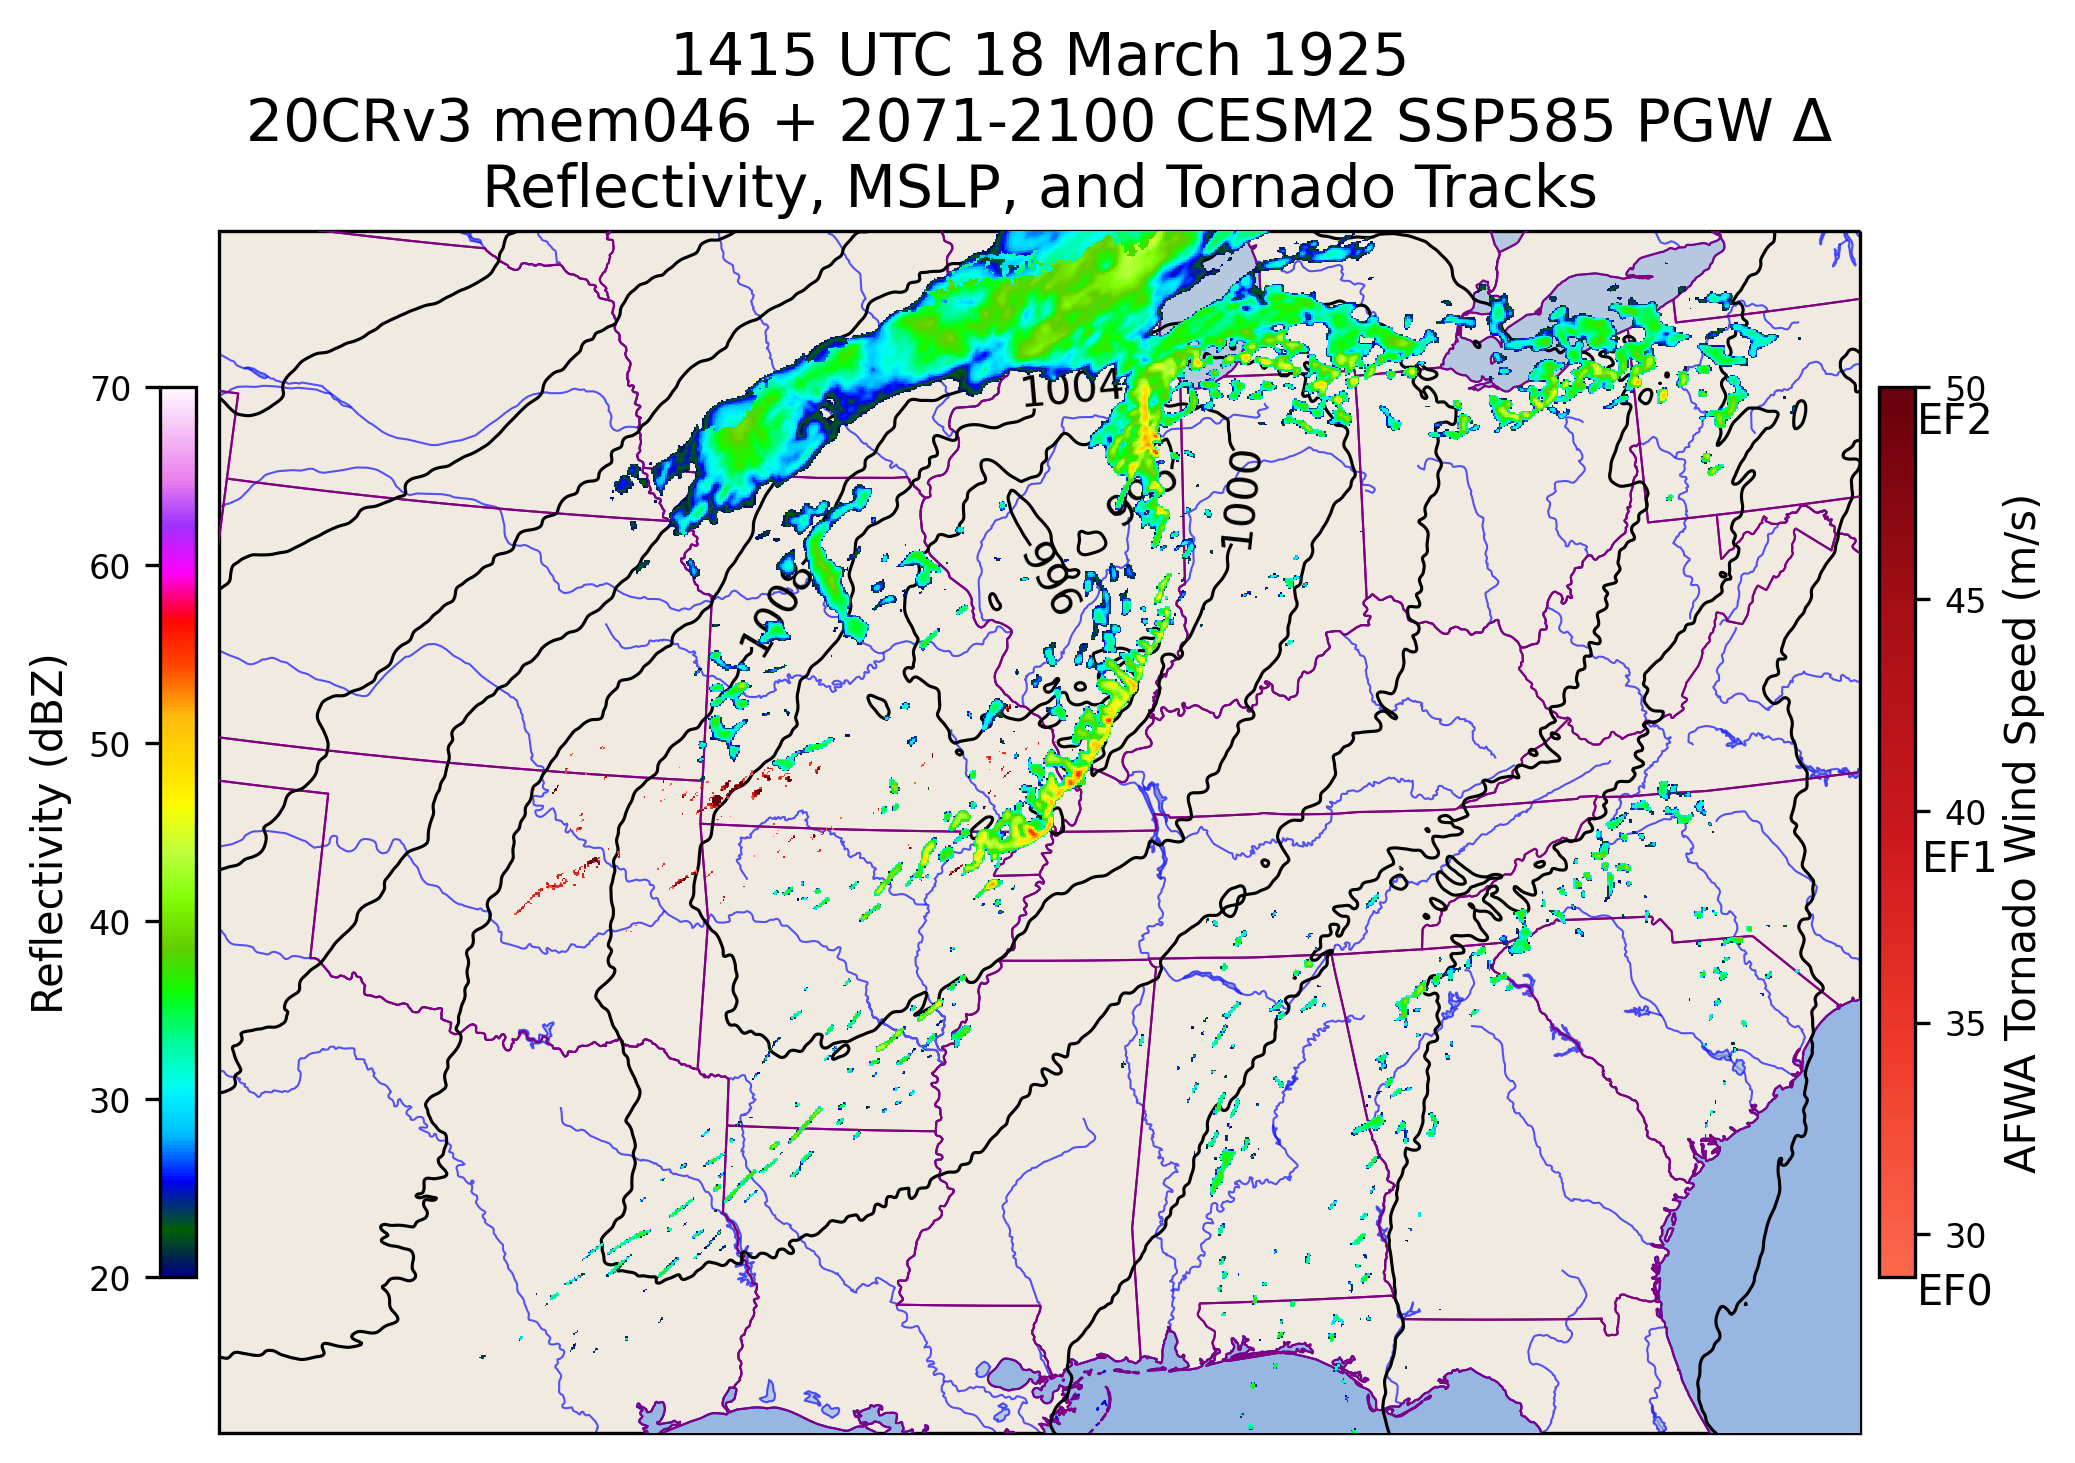 1415 UTC 18 March 1925
20CRv3 mem046 + 2071-2100 CESM2 SSP585 PGW Δ
Reflectivity, MSLP, and Tornado Tracks
Reflectivity (dBZ)
70
60
50
40
30
20
1004
1000
996
1008
50
EF2
45
40
EF1
35
30
EF0
AFWA Tornado Wind Speed (m/s)